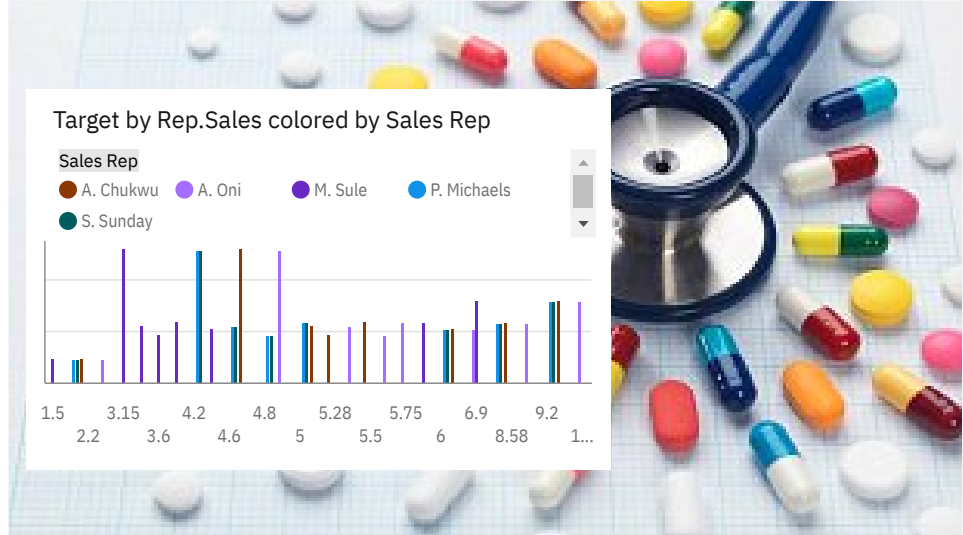 Target by Rep.Sales colored by Sales Rep
Sales Rep
A. Chukwu A. Oni M. Sule P. Michaels
S. Sunday
1.5 3.15 4.2 4.8 5.28 5.75 6.9 9.2
2.2 3.6 4.6 5 5.5 6 8.58 1...